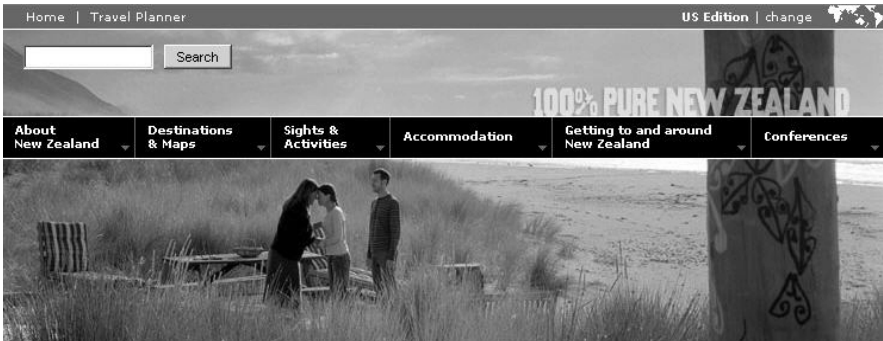 Home | Travel Planner
US Edition | change
Search
100% PURE NEW ZEALAND
About
New Zealand
Destinations
& Maps
Sights &
Activities
Accommodation
Getting to and around
New Zealand
Conferences